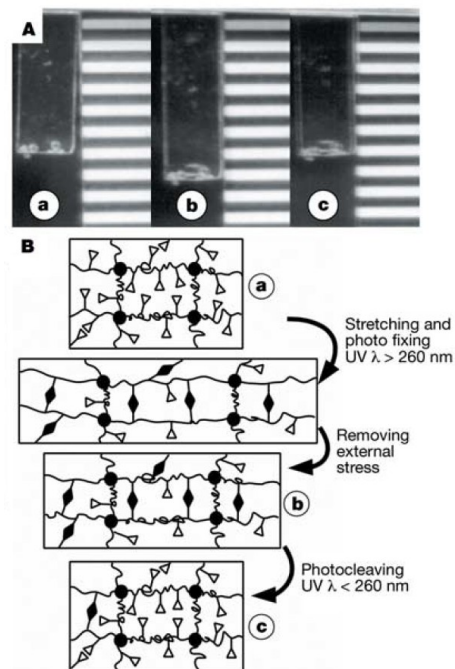 A
a
b
c
B
a
Stretching and
photo fixing
UV λ > 260 nm
Removing
external
stress
b
Photocleaving
UV λ < 260 nm
c